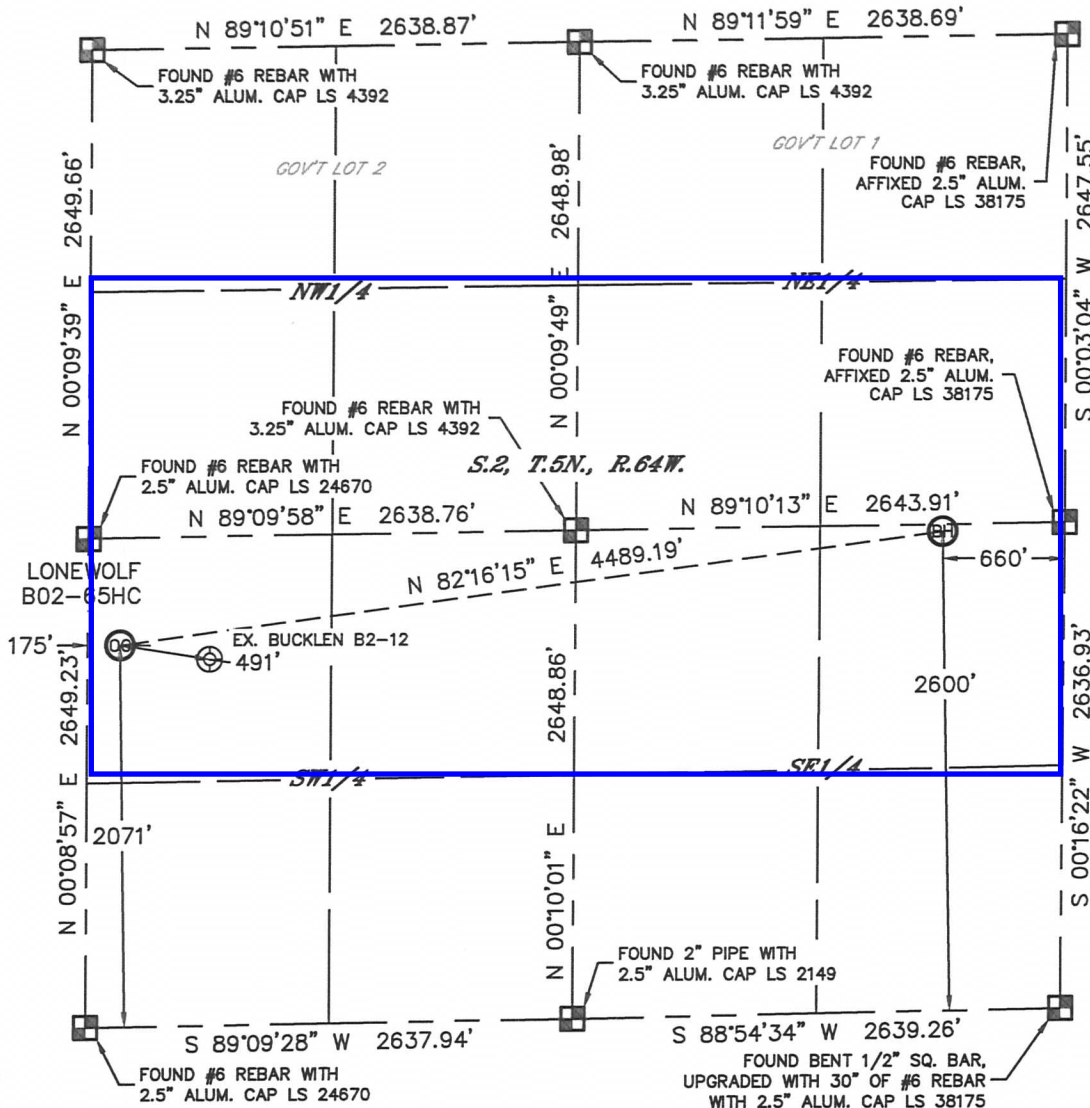 N 89°10'51" E 2638.87'
N 89°11'59" E 2638.69'
FOUND #6 REBAR WITH
3.25" ALUM. CAP LS 4392
FOUND #6 REBAR WITH
3.25" ALUM. CAP LS 4392
GOV'T LOT 2
GOV'T LOT 1
FOUND #6 REBAR,
AFFIXED 2.5" ALUM.
CAP LS 38175
N 00°09'39" E 2649.66'
N 00°09'49" E 2648.98'
S 00°03'04" W 2647.55'
NW1/4
NE1/4
FOUND #6 REBAR,
AFFIXED 2.5" ALUM.
CAP LS 38175
FOUND #6 REBAR WITH
3.25" ALUM. CAP LS 4392
S.2, T.5N., R.64W.
FOUND #6 REBAR WITH
2.5" ALUM. CAP LS 24670
N 89°09'58" E 2638.76'
N 89°10'13" E 2643.91'
BH
660'
LONEWOLF
B02-65HC
N 82°16'15" E 4489.19'
175'
OG
EX. BUCKLEN B2-12
491'
2600'
N 00°08'57" E 2649.23'
N 00°10'01" E 2648.86'
S 00°16'22" W 2636.93'
SW1/4
SE1/4
2071'
FOUND 2" PIPE WITH
2.5" ALUM. CAP LS 2149
S 89°09'28" W 2637.94'
S 88°54'34" W 2639.26'
FOUND #6 REBAR WITH
2.5" ALUM. CAP LS 24670
FOUND BENT 1/2" SQ. BAR,
UPGRADED WITH 30" OF #6 REBAR
WITH 2.5" ALUM. CAP LS 38175